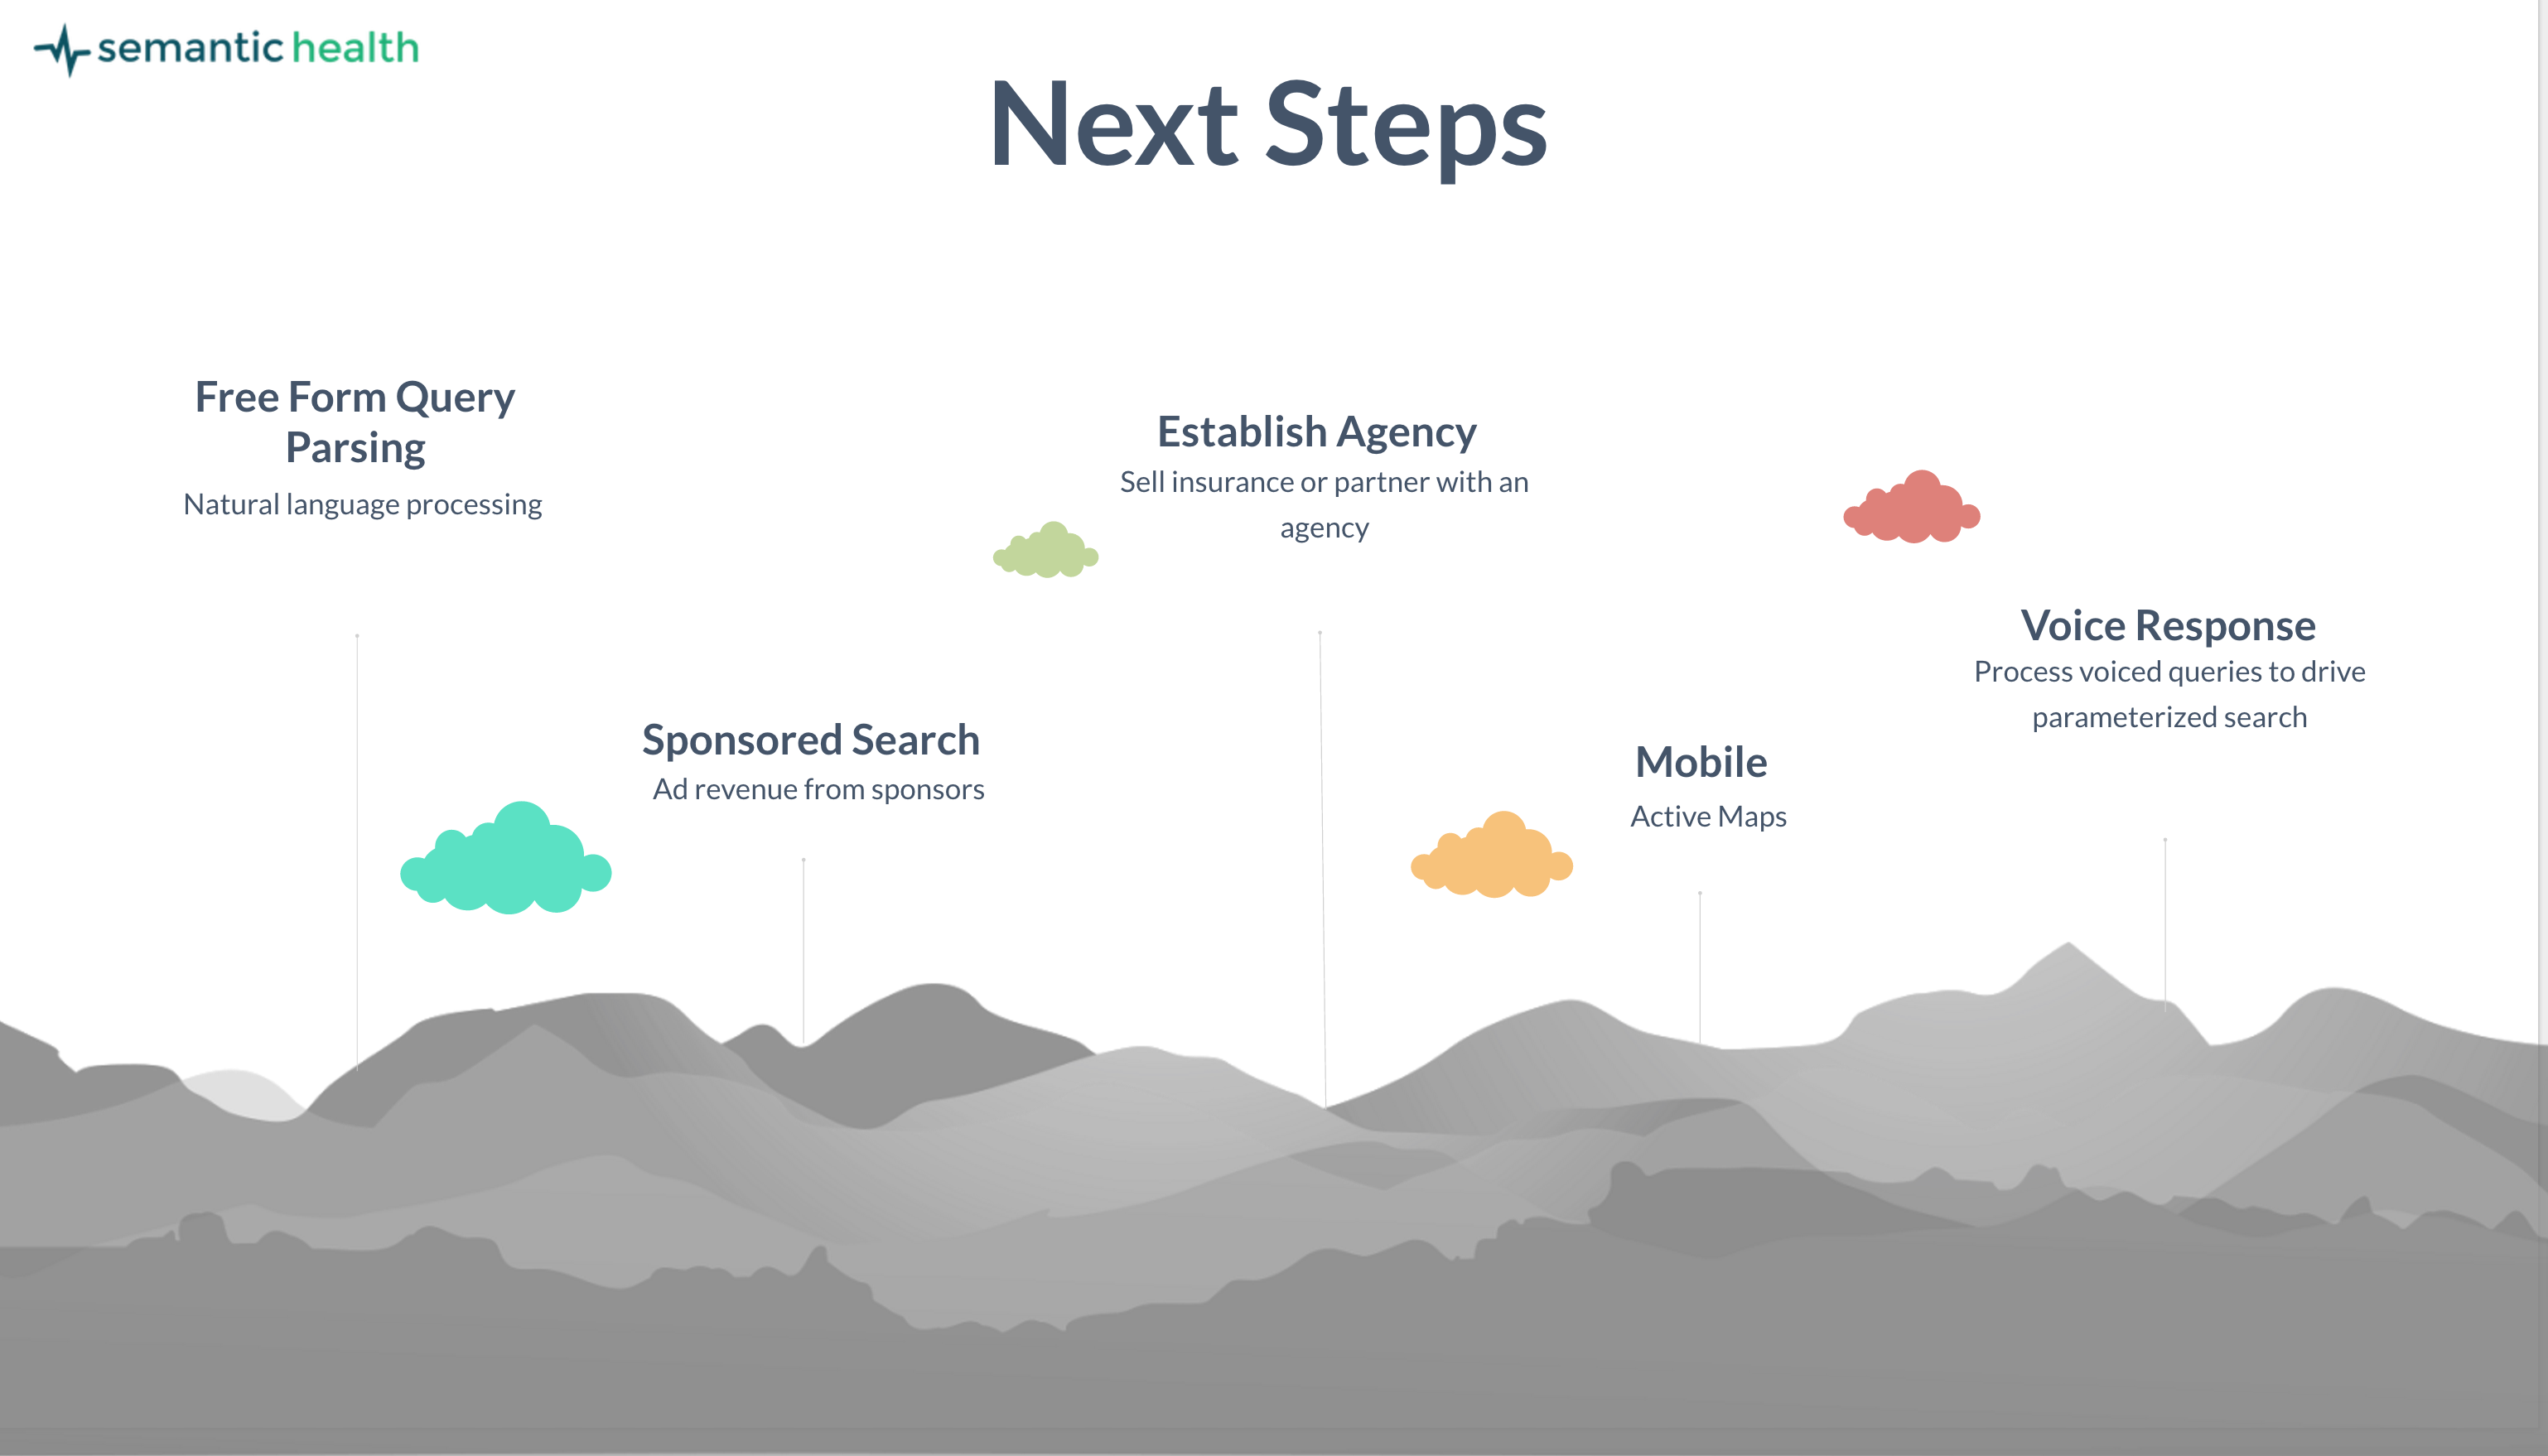 semantic health
Next Steps
Free Form Query
Parsing
Natural language processing
Sponsored Search
Ad revenue from sponsors
Establish Agency
Sell insurance or partner with an
agency
Mobile
Active Maps
Voice Response
Process voiced queries to drive
parameterized search